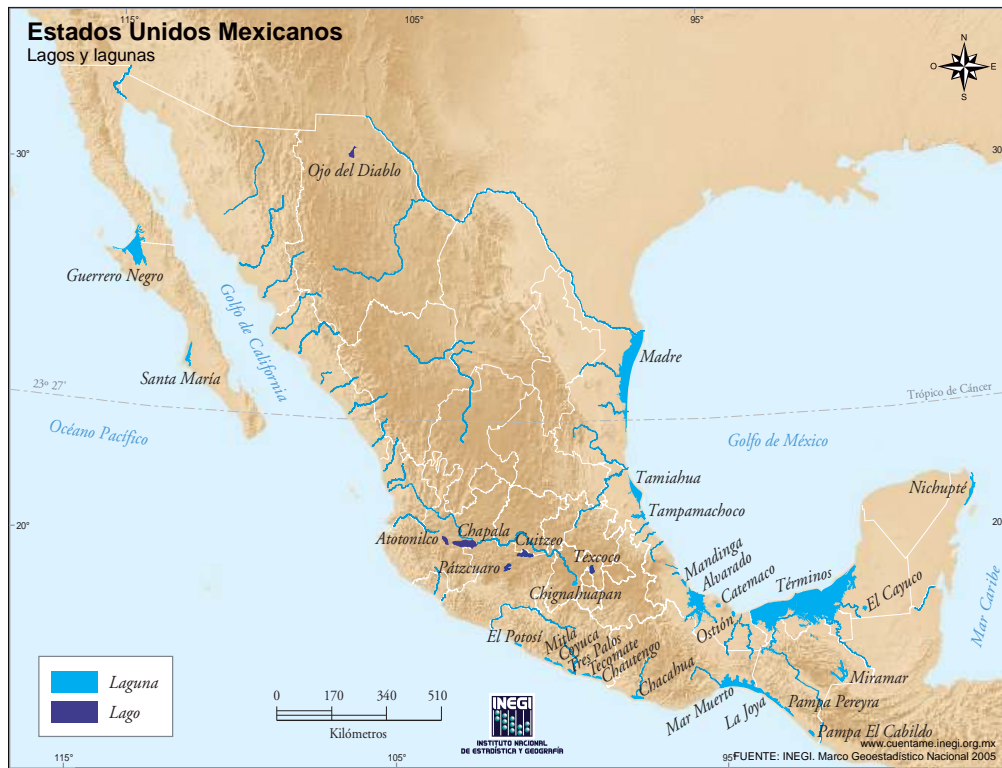 Estados Unidos Mexicanos
Lagos y lagunas
115°
105°
95°
N
O
E
S
30°
30°
Ojo del Diablo
Guerrero Negro
Golfo de California
Santa María
Madre
23° 27'
Trópico de Cáncer
Océano Pacífico
Golfo de México
Tamiahua
Nichupté
Tampamachoco
20°
20°
Atotonilco
Chapala
Cuitzeo
Pátzcuaro
Texcoco
Chignahuapan
Mandinga
Alvarado
Catemaco
Términos
El Cayuco
Mar Caribe
Ostión
El Potosí
Mitla
Coyuca
Tres Palos
Tecomate
Chautengo
Chacahua
Mar Muerto
La Joya
Miramar
Pampa Pereyra
Pampa El Cabildo
Laguna
Lago
0 170 340 510
Kilómetros
INEGI
INSTITUTO NACIONAL
DE ESTADÍSTICA Y GEOGRAFÍA
www.cuentame.inegi.org.mx
FUENTE: INEGI. Marco Geoestadístico Nacional 2005
115°
105°
95°